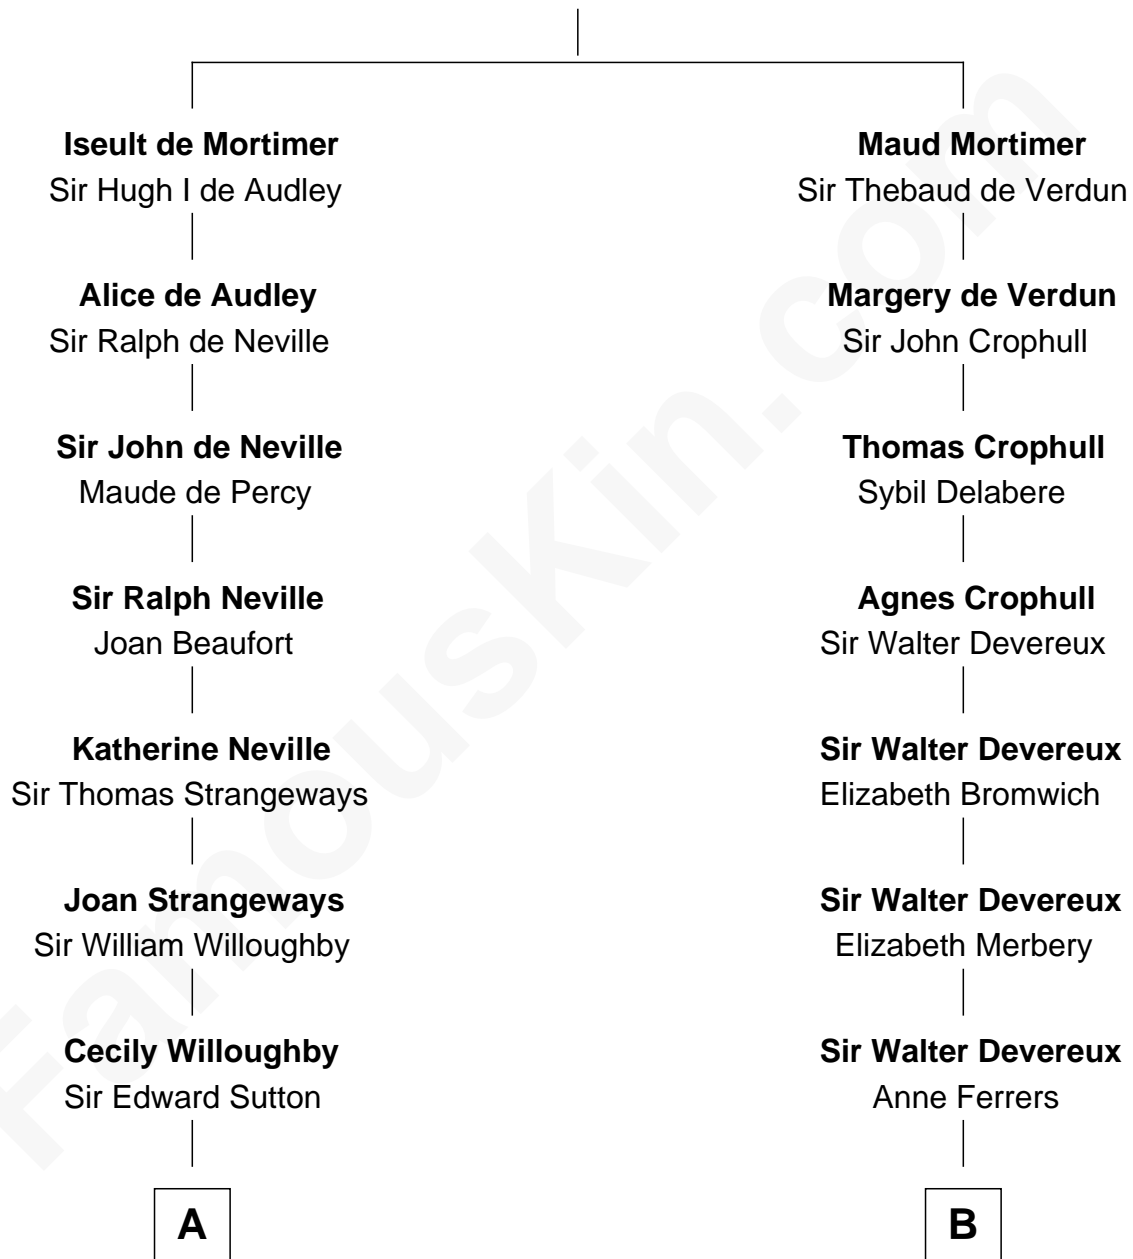 Iseult de Mortimer
Sir Hugh I de Audley
Maud Mortimer
Sir Thebaud de Verdun
Alice de Audley
Sir Ralph de Neville
Margery de Verdun
Sir John Crophull
Sir John de Neville
Maude de Percy
Thomas Crophull
Sybil Delabere
Sir Ralph Neville
Joan Beaufort
Agnes Crophull
Sir Walter Devereux
Katherine Neville
Sir Thomas Strangeways
Sir Walter Devereux
Elizabeth Bromwich
Joan Strangeways
Sir William Willoughby
Sir Walter Devereux
Elizabeth Merbery
Cecily Willoughby
Sir Edward Sutton
Sir Walter Devereux
Anne Ferrers
A
B
FamousKin.com